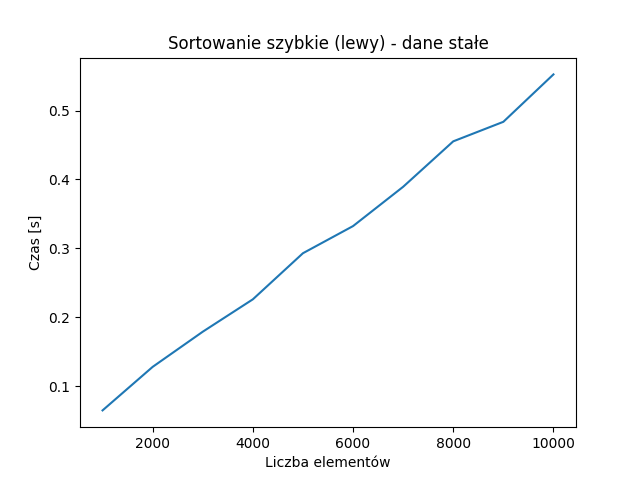 Sortowanie szybkie (lewy) - dane stałe
0.5
0.4
0.3
0.2
0.1
Czas [s]
2000 4000 6000 8000 10000
Liczba elementów